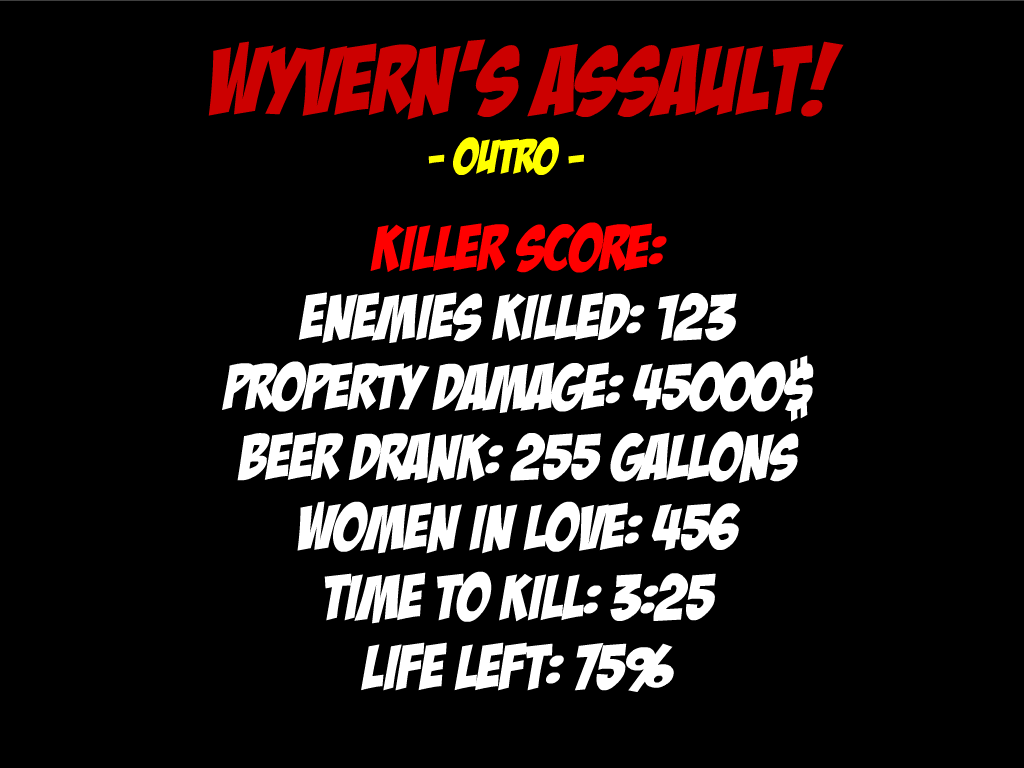 WYVERN'S ASSAULT!
- OUTRO -
KILLER SCORE:
ENEMIES KILLED: 123
PROPERTY DAMAGE: 45000$
BEER DRANK: 255 GALLONS
WOMEN IN LOVE: 456
TIME TO KILL: 3:25
LIFE LEFT: 75%